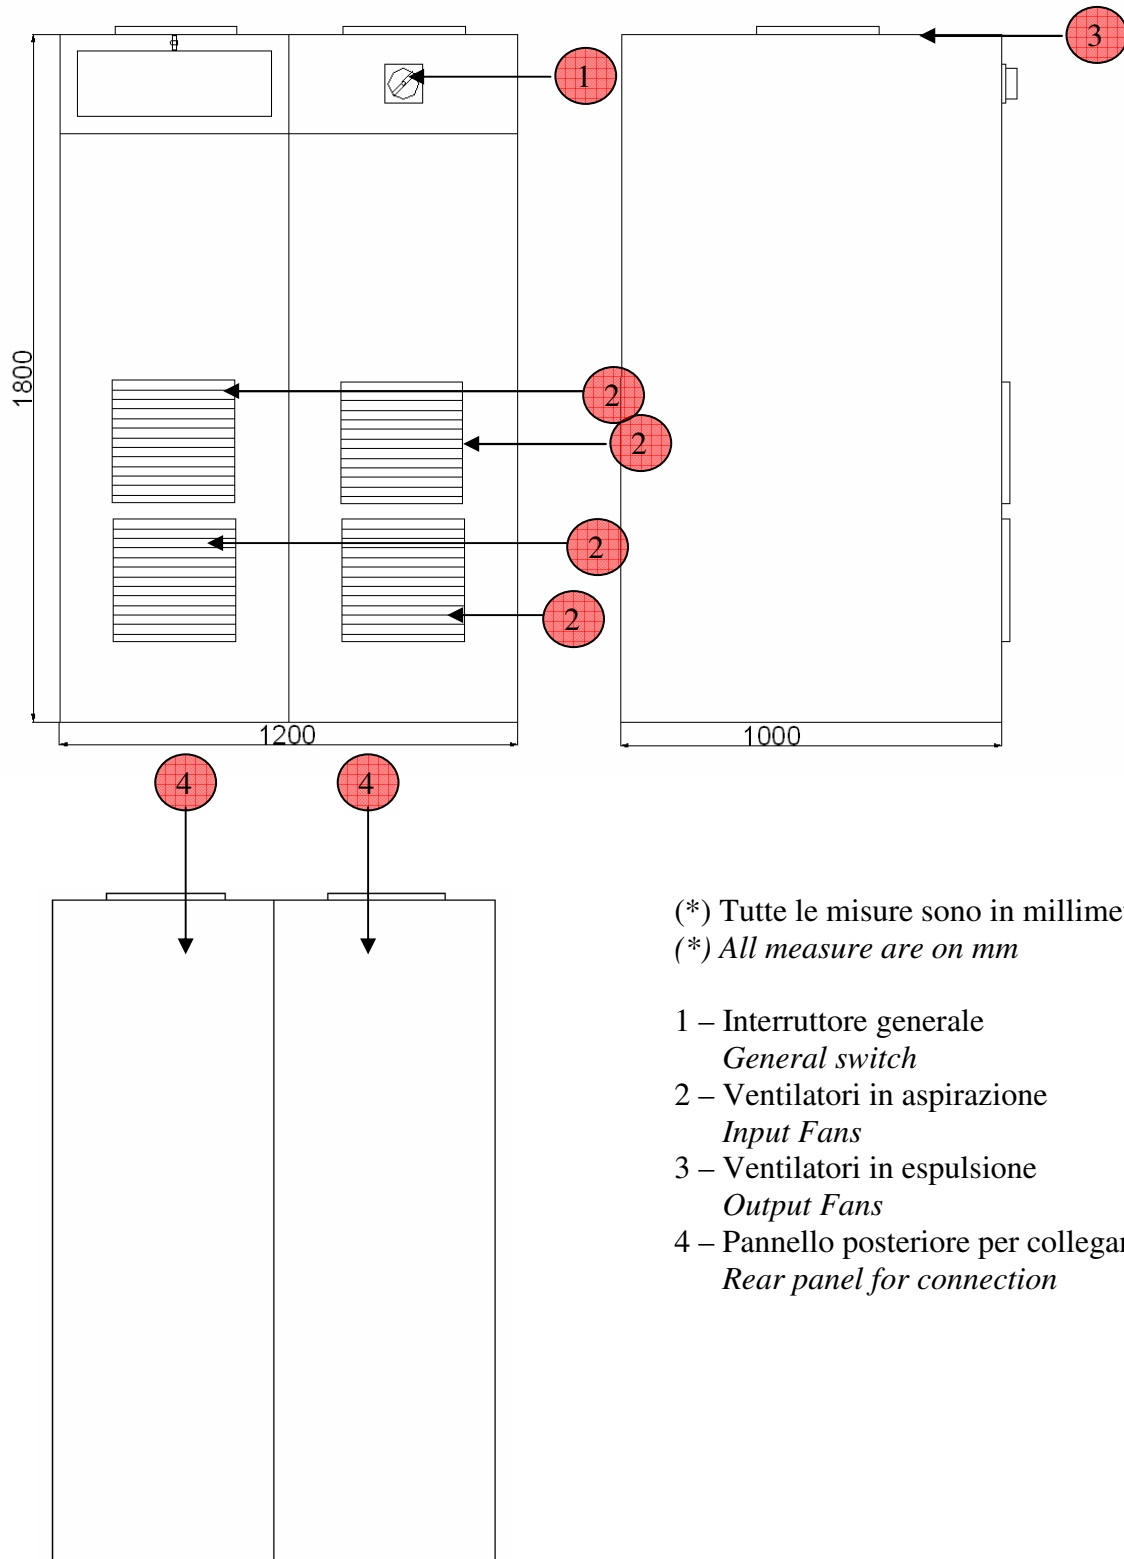 1
3
1800
2
2
2
2
1200
1000
4
4
(*) Tutte le misure sono in
(*) All measure are on mm
1 – Interruttore generale
General switch
2 – Ventilatori in aspirazione
Input Fans
3 – Ventilatori in espulsione
Output Fans
4 – Pannello posteriore per
Rear panel for connection